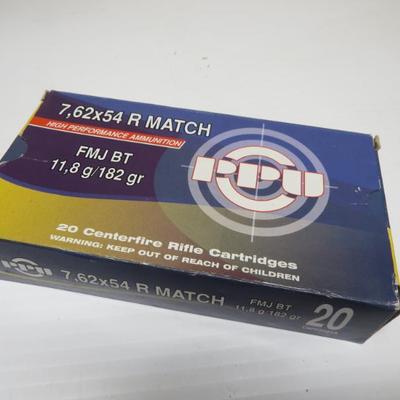 7,62x54 R MATCH
HIGH PERFORMANCE AMMUNITION
FMJ BT
11,8 g/182 gr
PPU
20 Centerfire Rifle Cartridges
WARNING: KEEP OUT OF REACH OF CHILDREN
PPU
7,62x54 R MATCH
FMJ BT
11,8 g/182 gr
20